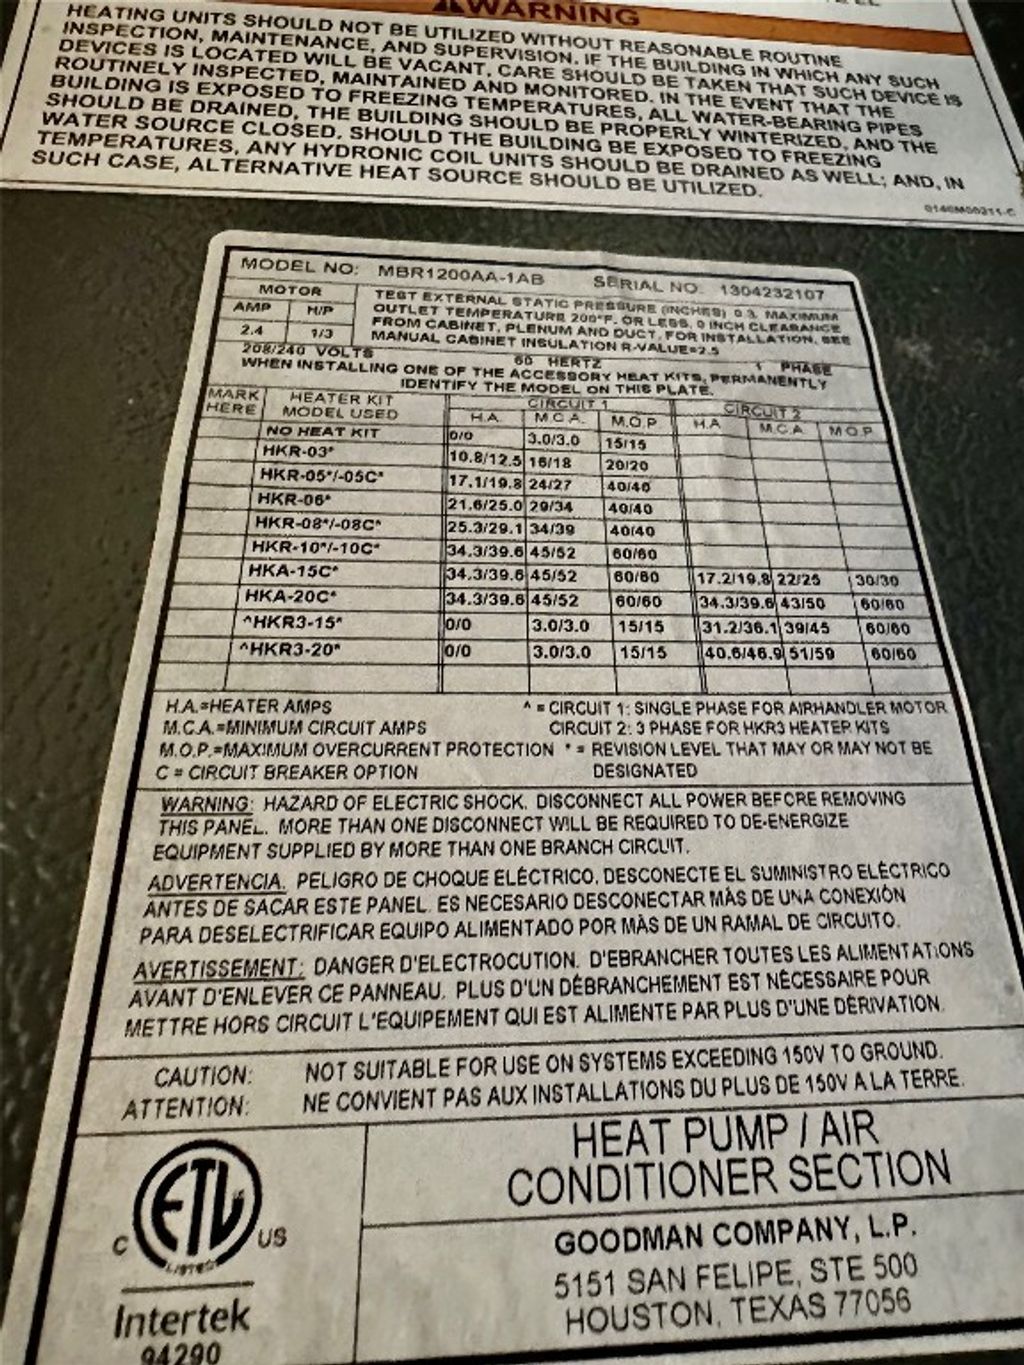 WARNING
HEATING UNITS SHOULD NOT BE UTILIZED WITHOUT REASONABLE ROUTINE
INSPECTION, MAINTENANCE, AND SUPERVISION. IF THE BUILDING IN WHICH ANY SUCH
DEVICES IS LOCATED WILL BE VACANT, CARE SHOULD BE TAKEN THAT SUCH DEVICE IS
ROUTINELY INSPECTED, MAINTAINED AND MONITORED. IN THE EVENT THAT THE
BUILDING IS EXPOSED TO FREEZING TEMPERATURES, ALL WATER-BEARING PIPES
SHOULD BE DRAINED, THE BUILDING SHOULD BE PROPERLY WINTERIZED, AND THE
WATER SOURCE CLOSED. SHOULD THE BUILDING BE EXPOSED TO FREEZING
TEMPERATURES, ANY HYDRONIC COIL UNITS SHOULD BE DRAINED AS WELL; AND, IN
SUCH CASE, ALTERNATIVE HEAT SOURCE SHOULD BE UTILIZED.
0140M00211-C
MODEL NO: MBR1200AA-1AB SERIAL NO. 1304232107
MOTOR
AMP H/P
2.4 1/3
TEST EXTERNAL STATIC PRESSURE (INCHES) 0.3. MAXIMUM
OUTLET TEMPERATURE 200°F. OR LESS, 0 INCH CLEARANCE
FROM CABINET, PLENUM AND DUCT, FOR INSTALLATION, SEE
MANUAL CABINET INSULATION R-VALUE=2.5
208/240 VOLTS 60 HERTZ 1 PHASE
WHEN INSTALLING ONE OF THE ACCESSORY HEAT KITS, PERMANENTLY
IDENTIFY THE MODEL ON THIS PLATE.
MARK HERE HEATER KIT MODEL USED CIRCUIT 1 CIRCUIT 2
H.A. M.C.A. M.O.P H.A M.C.A. M.O.P
NO HEAT KIT 0/0 3.0/3.0 15/15
HKR-03* 10.8/12.5 16/18 20/20
HKR-05*/-05C* 17.1/19.8 24/27 40/40
HKR-06* 21.6/25.0 29/34 40/40
HKR-08*/-08C* 25.3/29.1 34/39 40/40
HKR-10*/-10C* 34.3/39.6 45/52 60/60
HKA-15C* 34.3/39.6 45/52 60/60 17.2/19.8 22/25 30/30
HKA-20C* 34.3/39.6 45/52 60/60 34.3/39.6 43/50 60/60
^HKR3-15* 0/0 3.0/3.0 15/15 31.2/36.1 39/45 60/60
^HKR3-20* 0/0 3.0/3.0 15/15 40.6/46.9 51/59 60/60
H.A.=HEATER AMPS ^ = CIRCUIT 1: SINGLE PHASE FOR AIRHANDLER MOTOR
M.C.A.=MINIMUM CIRCUIT AMPS CIRCUIT 2: 3 PHASE FOR HKR3 HEATER KITS
M.O.P.=MAXIMUM OVERCURRENT PROTECTION * = REVISION LEVEL THAT MAY OR MAY NOT BE
C = CIRCUIT BREAKER OPTION DESIGNATED
WARNING: HAZARD OF ELECTRIC SHOCK. DISCONNECT ALL POWER BEFORE REMOVING
THIS PANEL. MORE THAN ONE DISCONNECT WILL BE REQUIRED TO DE-ENERGIZE
EQUIPMENT SUPPLIED BY MORE THAN ONE BRANCH CIRCUIT.
ADVERTENCIA. PELIGRO DE CHOQUE ELÉCTRICO. DESCONECTE EL SUMINISTRO ELÉCTRICO
ANTES DE SACAR ESTE PANEL. ES NECESARIO DESCONECTAR MÀS DE UNA CONEXIÓN
PARA DESELECTRIFICAR EQUIPO ALIMENTADO POR MÀS DE UN RAMAL DE CIRCUITO.
AVERTISSEMENT: DANGER D'ELECTROCUTION. D'EBRANCHER TOUTES LES ALIMENTATIONS
AVANT D'ENLEVER CE PANNEAU. PLUS D'UN DÉBRANCHEMENT EST NÉCESSAIRE POUR
METTRE HORS CIRCUIT L'EQUIPEMENT QUI EST ALIMENTE PAR PLUS D'UNE DÉRIVATION.
CAUTION: NOT SUITABLE FOR USE ON SYSTEMS EXCEEDING 150V TO GROUND.
ATTENTION: NE CONVIENT PAS AUX INSTALLATIONS DU PLUS DE 150V A LA TERRE.
ETL
C US
LISTED
Intertek
94290
HEAT PUMP / AIR
CONDITIONER SECTION
GOODMAN COMPANY, L.P.
5151 SAN FELIPE, STE 500
HOUSTON, TEXAS 77056